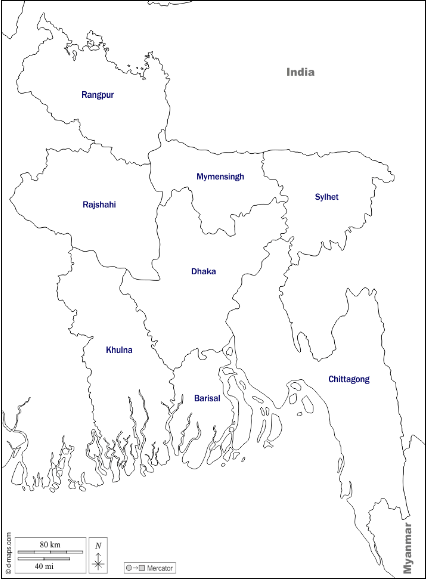 India
Rangpur
Mymensingh
Sylhet
Rajshahi
Dhaka
Khulna
Chittagong
Barisal
Myanmar
© d-maps.com
80 km
40 mi
N
Mercator